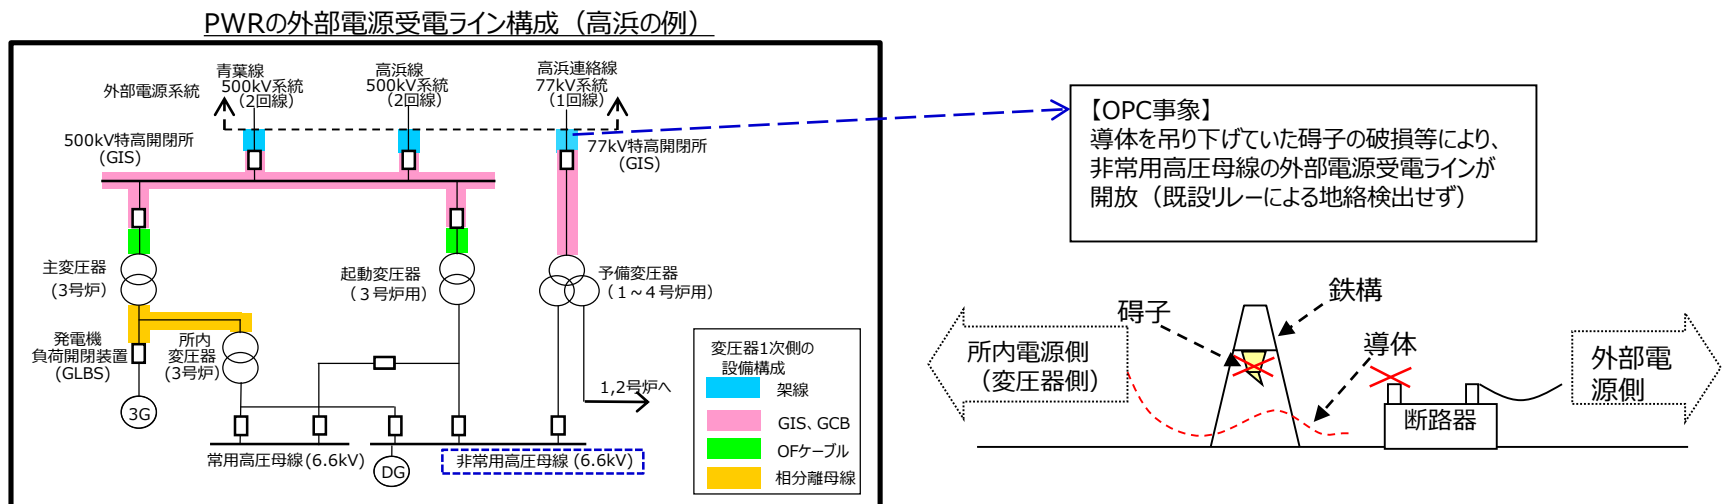 PWRの外部電源受電ライン構成（高浜の例）
青葉線
500kV系統
(2回線)
高浜線
500kV系統
(2回線)
高浜連絡線
77kV系統
(1回線)
外部電源系統
500kV特高開閉所
(GIS)
77kV特高開閉所
(GIS)
主変圧器
(3号炉)
起動変圧器
（３号炉用）
予備変圧器
（１～４号炉用）
発電機
負荷開閉装置
(GLBS)
所内
変圧器
(3号炉)
3G
1,2号炉へ
常用高圧母線(6.6kV)
DG
非常用高圧母線(6.6kV)
変圧器1次側の
設備構成
架線
GIS、GCB
OFケーブル
相分離母線
【OPC事象】
導体を吊り下げていた碍子の破損等により、
非常用高圧母線の外部電源受電ラインが
開放（既設リレーによる地絡検出せず）
碍子
鉄構
導体
所内電源側
（変圧器側）
断路器
外部電
源側